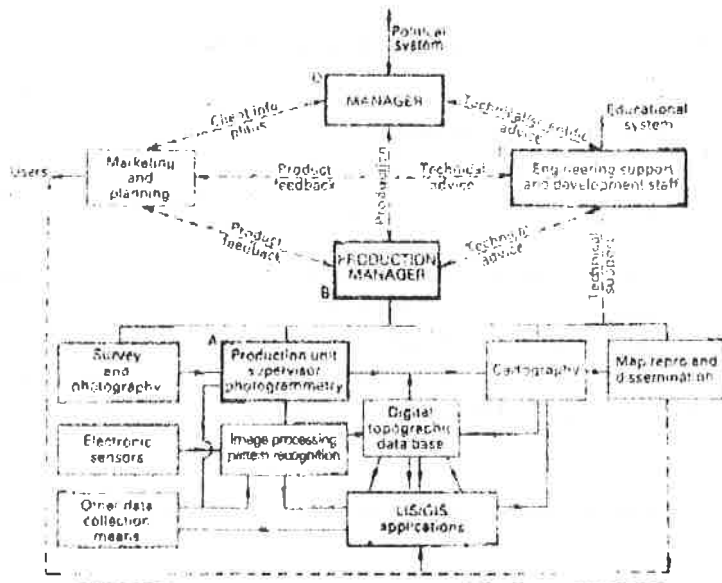 Political
system
MANAGER
Client info
Technical/scientific
advice
Educational
system
Users
Marketing
and
planning
Product
feedback
Production
Technical
advice
Engineering support
and development staff
Product
feedback
PRODUCTION
MANAGER
B
Technical
advice
Technical
support
A
Survey
and
photography
Production unit
supervisor
photogrammetry
Cartography
Map repro and
dissemination
Electronic
sensors
Image processing
pattern recognition
Digital
topographic
data base
Other data
collection
means
LIS/GIS
applications